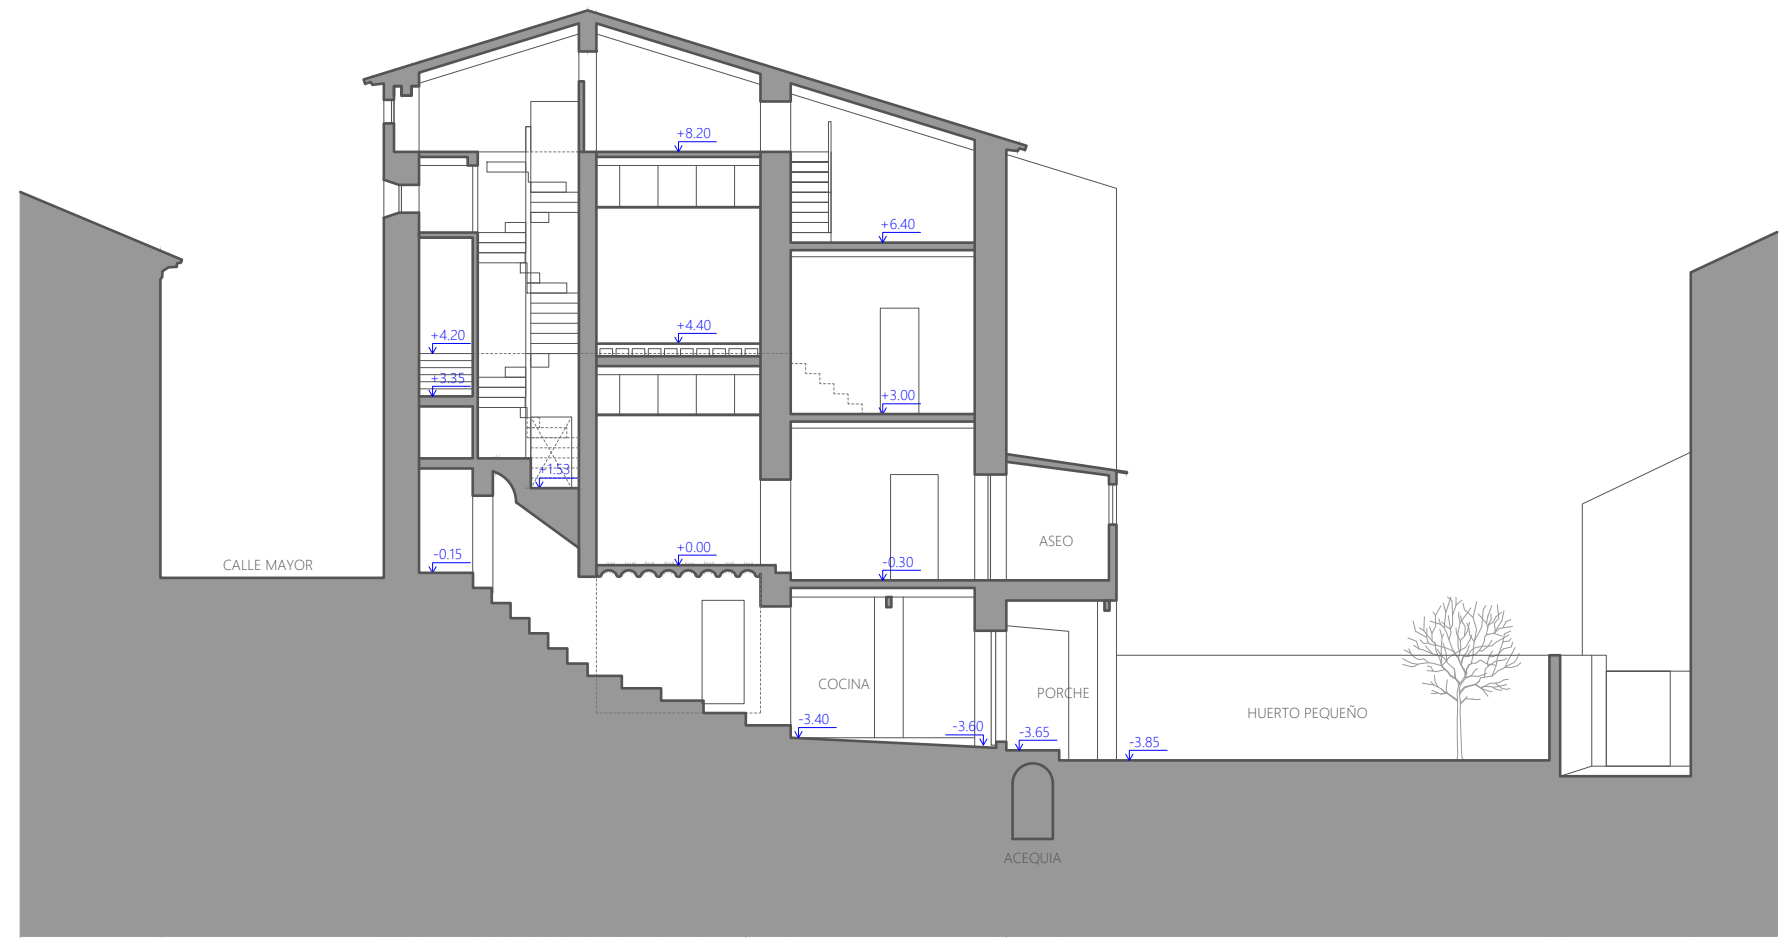 +8.20
+6.40
+4.20
+4.40
+3.35
+3.00
+1.53
-0.15
+0.00
-0.30
CALLE MAYOR
ASEO
COCINA
PORCHE
HUERTO PEQUEÑO
-3.40
-3.60
-3.65
-3.85
ACEQUIA